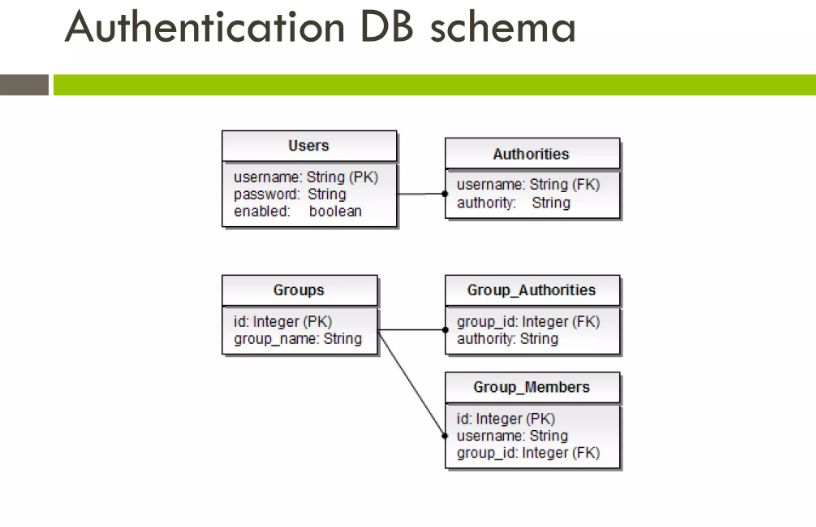 Authentication DB schema
Users
username: String (PK)
password: String
enabled: boolean
Authorities
username: String (FK)
authority: String
Groups
id: Integer (PK)
group_name: String
Group_Authorities
group_id: Integer (FK)
authority: String
Group_Members
id: Integer (PK)
username: String
group_id: Integer (FK)